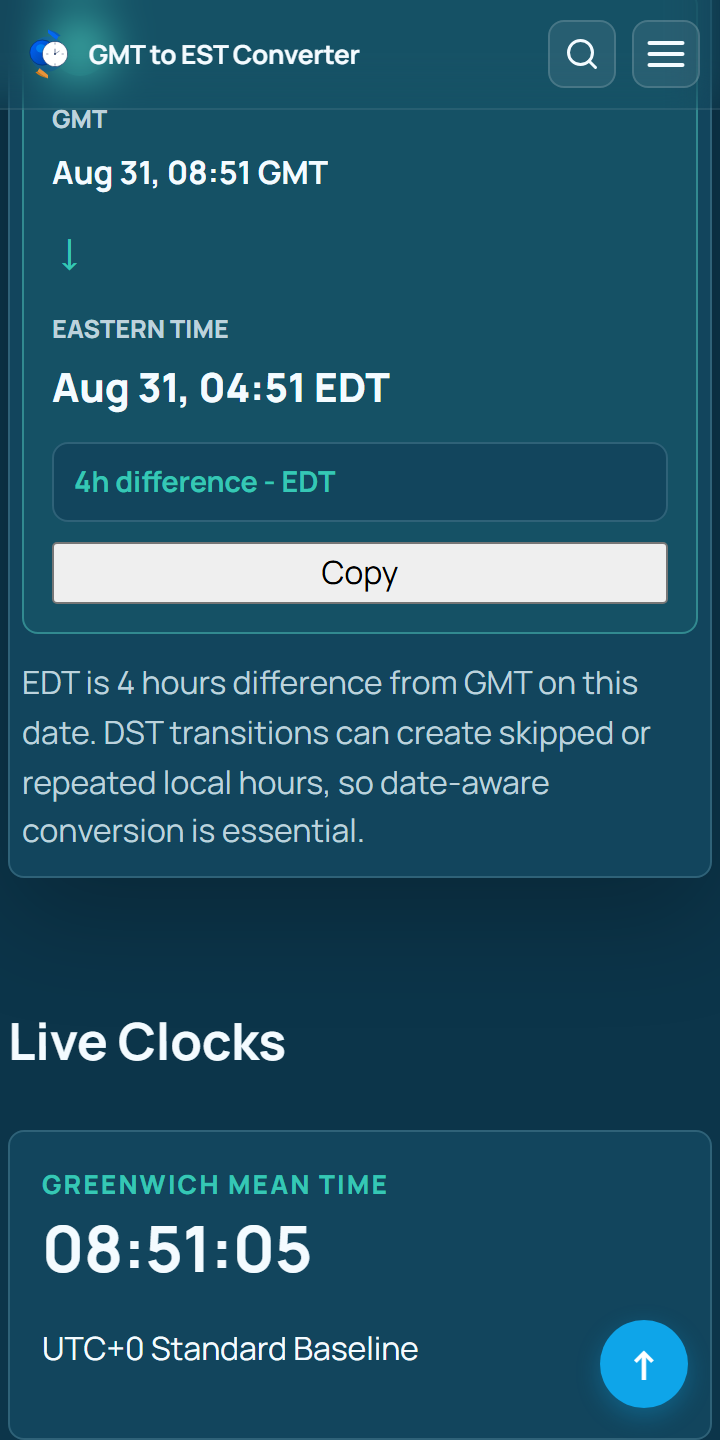 GMT to EST Converter
GMT
Aug 31, 08:51 GMT
↓
EASTERN TIME
Aug 31, 04:51 EDT
4h difference - EDT
Copy
EDT is 4 hours difference from GMT on this
date. DST transitions can create skipped or
repeated local hours, so date-aware
conversion is essential.
Live Clocks
GREENWICH MEAN TIME
08:51:05
UTC+0 Standard Baseline
↑